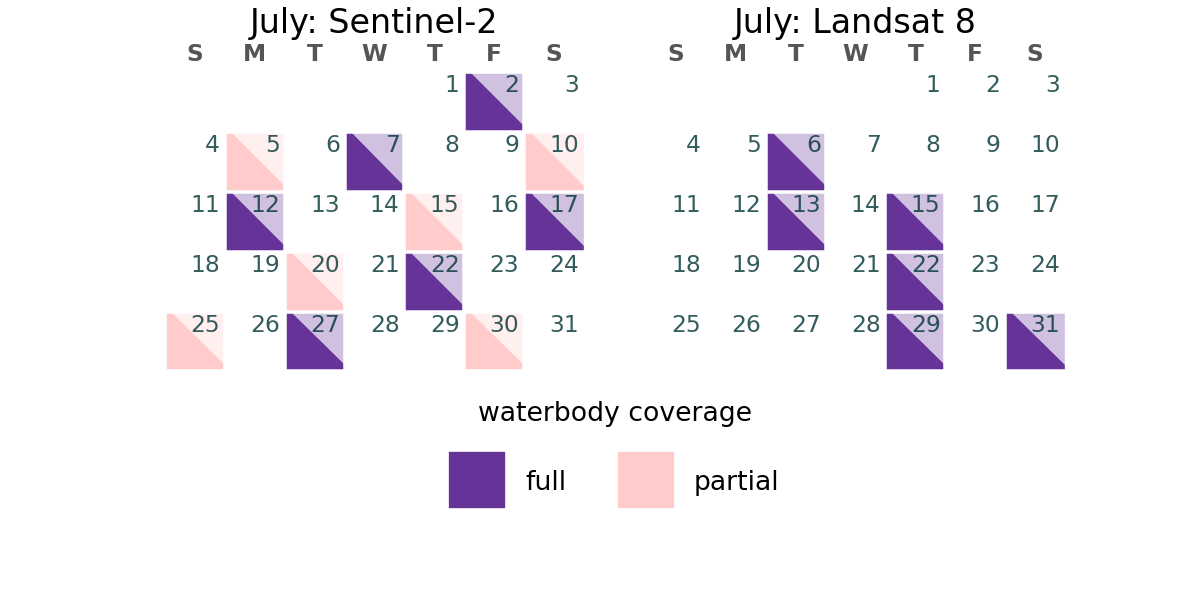 July: Sentinel-2
S M T W T F S
1 2 3
4 5 6 7 8 9 10
11 12 13 14 15 16 17
18 19 20 21 22 23 24
25 26 27 28 29 30 31
July: Landsat 8
S M T W T F S
1 2 3
4 5 6 7 8 9 10
11 12 13 14 15 16 17
18 19 20 21 22 23 24
25 26 27 28 29 30 31
waterbody coverage
full partial